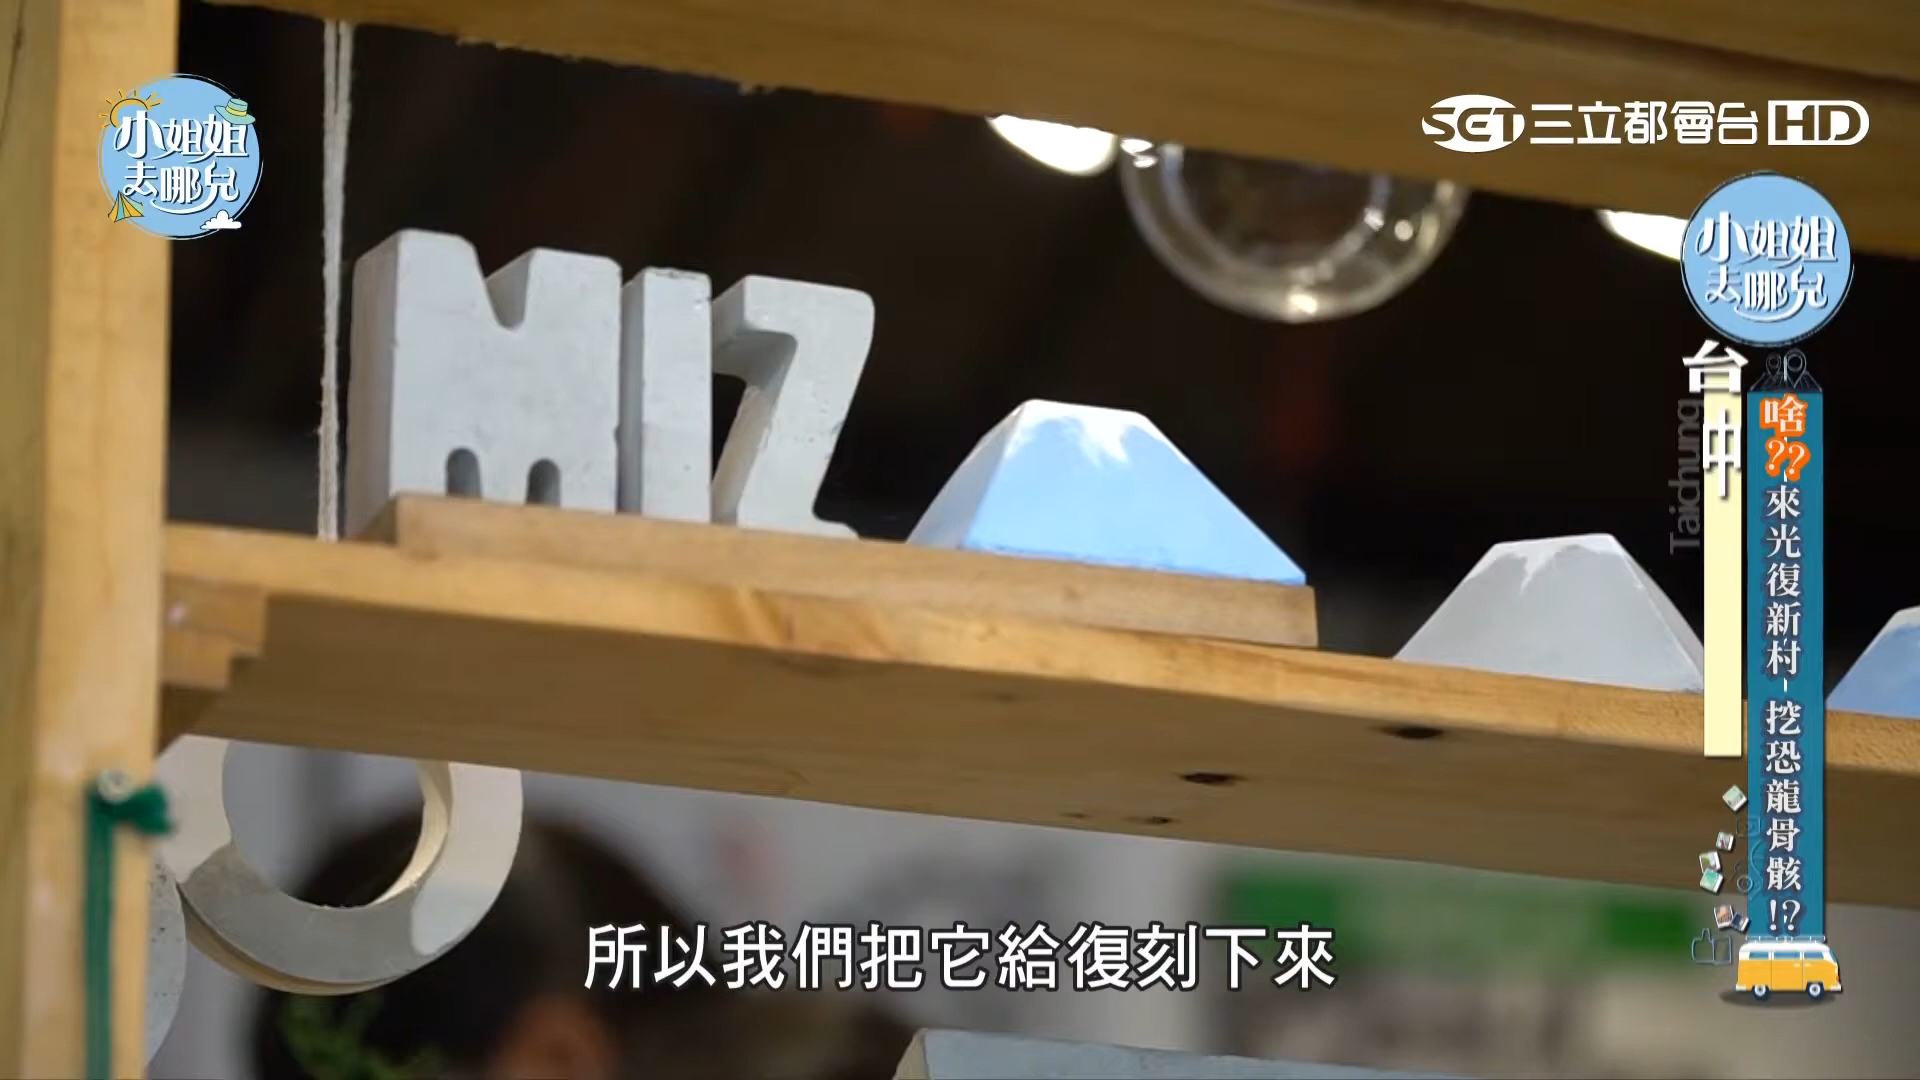 小姐姐
去哪兒
SET三立都會台HD
小姐姐
去哪兒
台中
Taichung
啥??來光復新村-挖恐龍骨骸!?
MIZ
所以我們把它給復刻下來